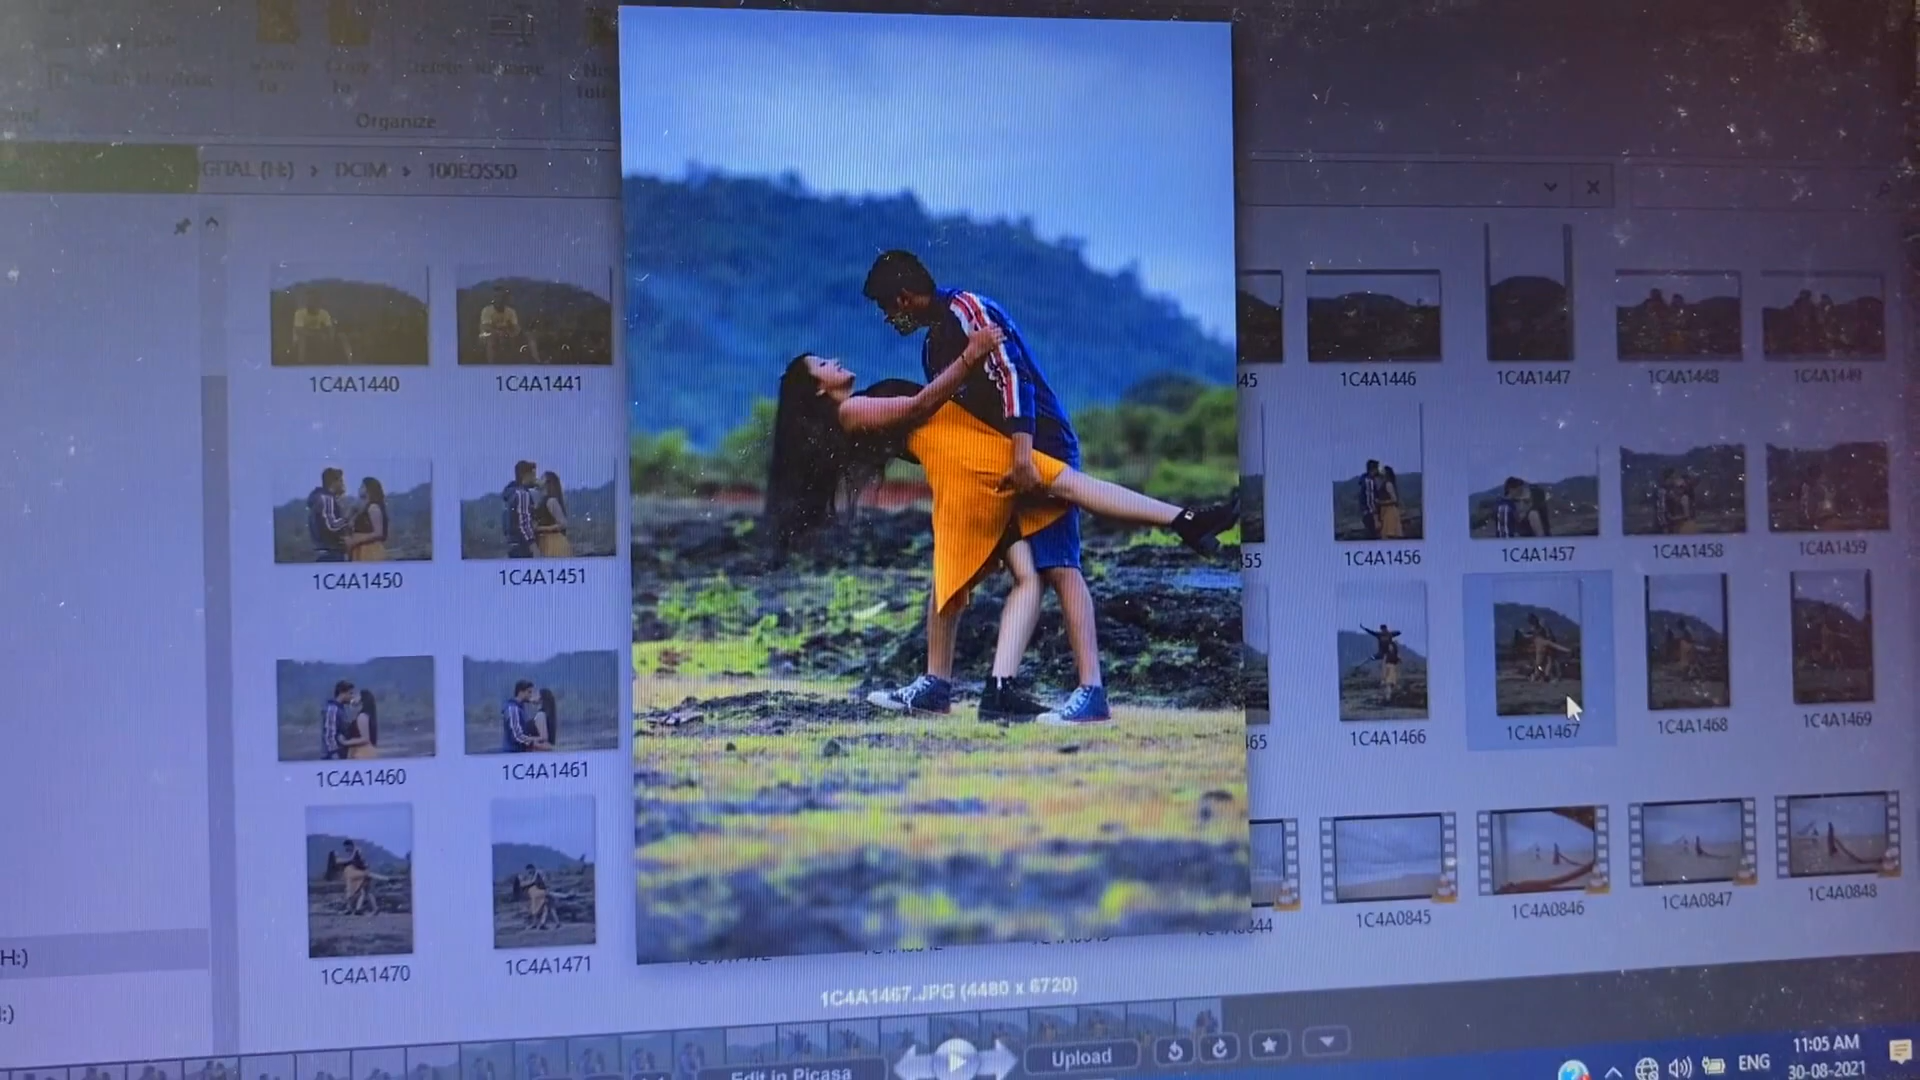 Organize
DCIM › 100EOS5D
1C4A1440
1C4A1441
1C4A1446
1C4A1447
1C4A1448
1C4A1449
1C4A1450
1C4A1451
1C4A1456
1C4A1457
1C4A1458
1C4A1459
1C4A1460
1C4A1461
1C4A1466
1C4A1467
1C4A1468
1C4A1469
1C4A1470
1C4A1471
1C4A0845
1C4A0846
1C4A0847
1C4A0848
1C4A1467.JPG (4480 x 6720)
Edit in Picasa
Upload
ENG
11:05 AM
30-08-2021